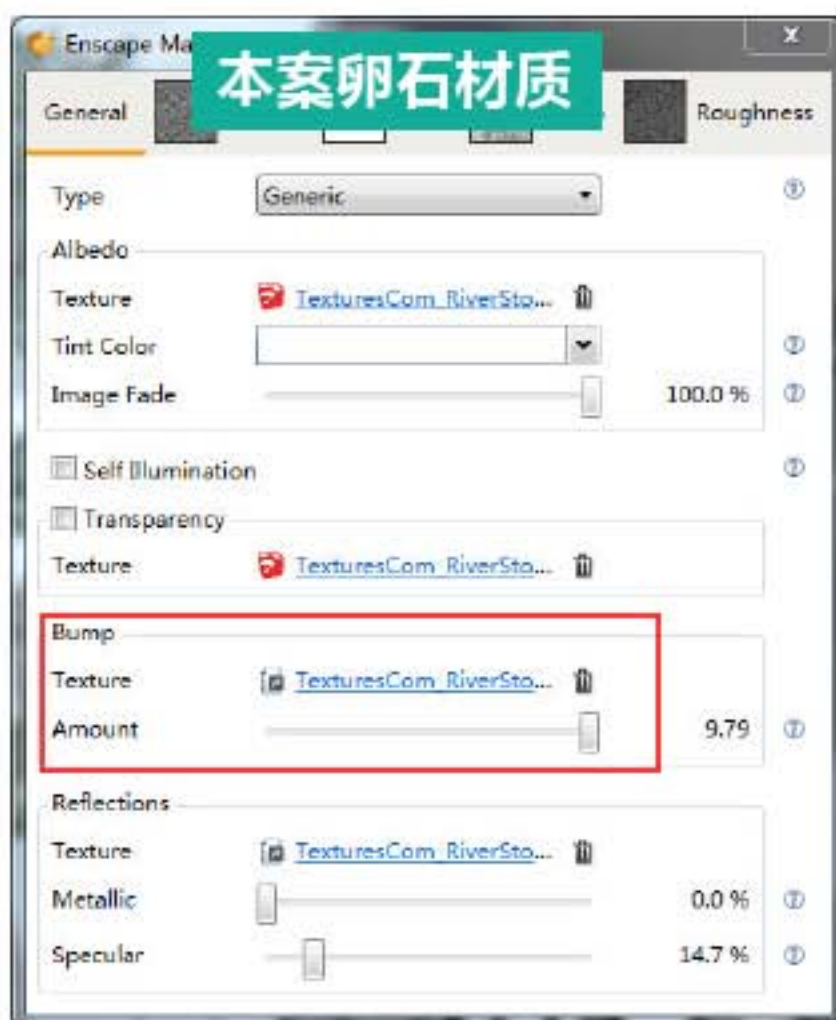 Enscape Ma
本案卵石材质
General
Roughness
Type Generic
Albedo
Texture TexturesCom_RiverSto...
Tint Color
Image Fade 100.0 %
Self Illumination
Transparency
Texture TexturesCom_RiverSto...
Bump
Texture TexturesCom_RiverSto...
Amount 9.79
Reflections
Texture TexturesCom_RiverSto...
Metallic 0.0 %
Specular 14.7 %